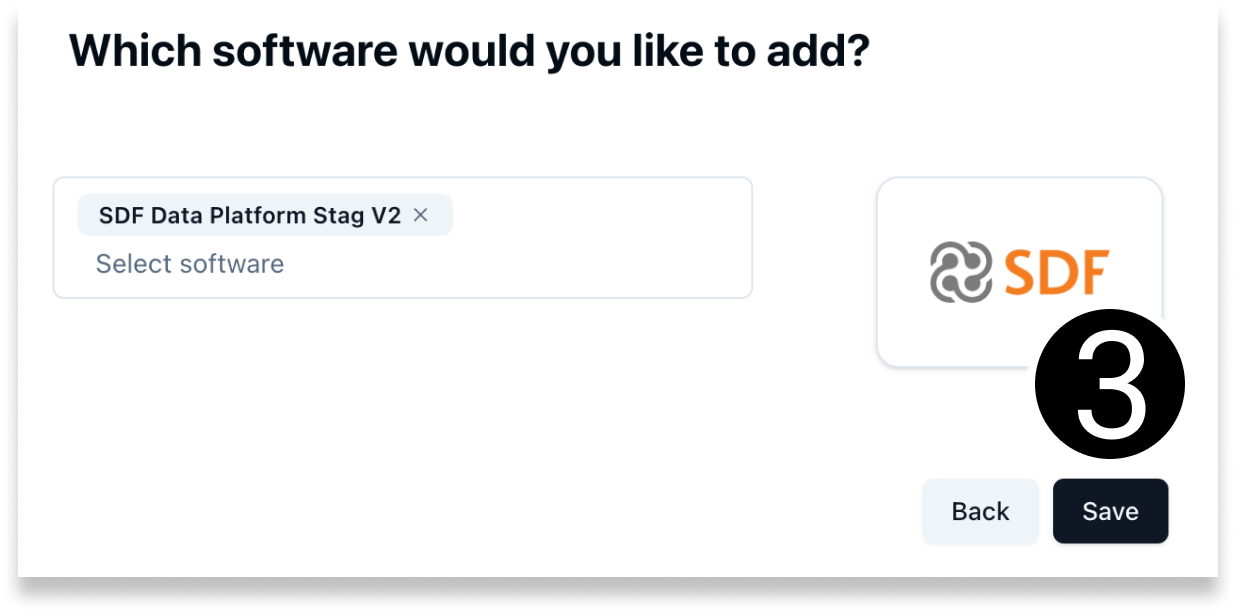 Which software would you like to add?
SDF Data Platform Stag V2 ×
Select software
SDF
3
Back
Save